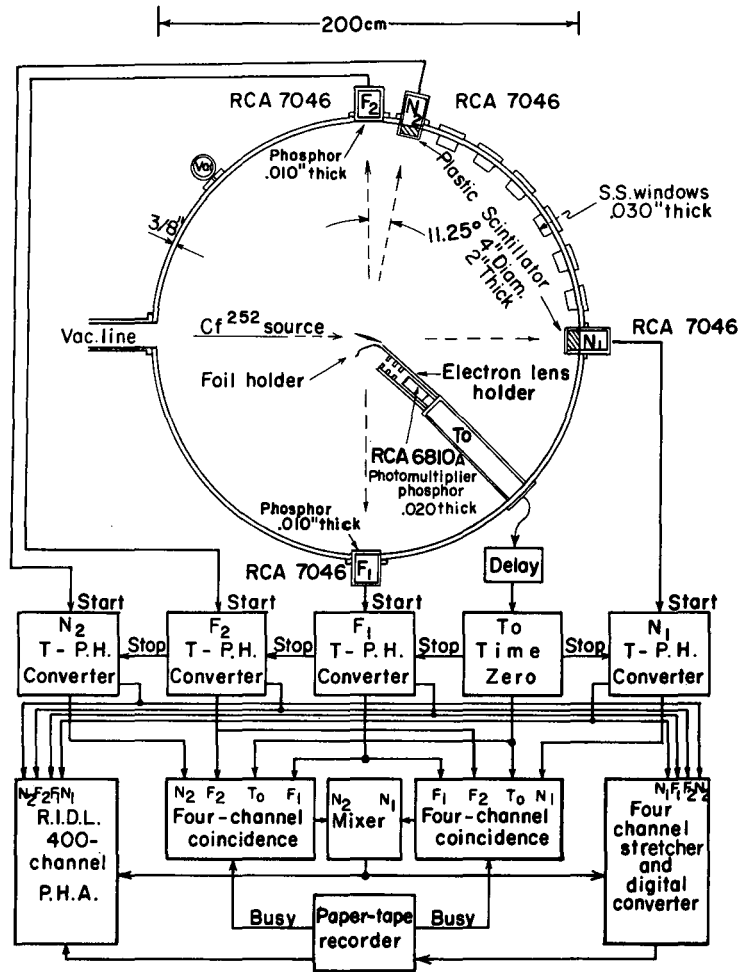 200cm
RCA 7046
F2
N2
RCA 7046
Phosphor
.010" thick
Plastic Scintillator
4" Diam.
2" Thick
S.S. windows
.030" thick
Vac
3/8"
11.25°
Vac. line
Cf252 source
N1
RCA 7046
Foil holder
Electron lens
holder
To
RCA 6810A
Photomultiplier
phosphor
.020 thick
Phosphor
.010" thick
RCA 7046
F1
Delay
Start
Start
Start
Start
N2
T-P.H.
Converter
Stop
F2
T-P.H.
Converter
Stop
F1
T-P.H.
Converter
Stop
To
Time
Zero
Stop
N1
T-P.H.
Converter
N2 F2 F1 N1
R.I.D.L.
400-
channel
P.H.A.
N2 F2 To F1
Four-channel
coincidence
N2 N1
Mixer
F1 F2 To N1
Four-channel
coincidence
N1 F1 F2 N2
Four
channel
stretcher
and
digital
converter
Busy
Paper-tape
recorder
Busy